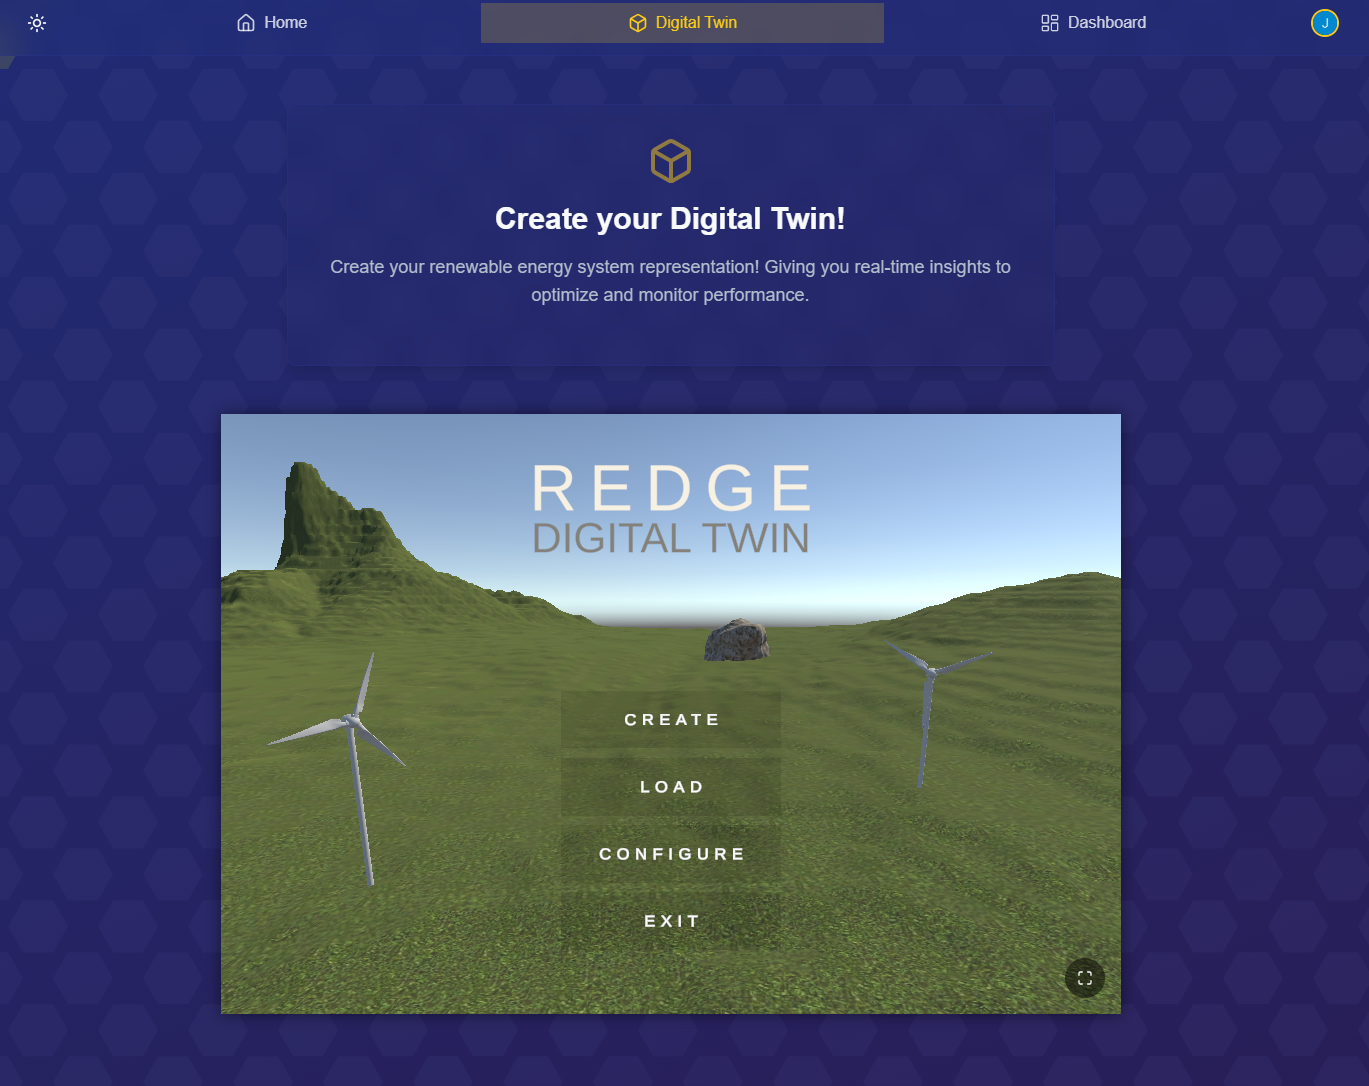 Home
Digital Twin
Dashboard
J
Create your Digital Twin!
Create your renewable energy system representation! Giving you real-time insights to
optimize and monitor performance.
REDGE
DIGITAL TWIN
CREATE
LOAD
CONFIGURE
EXIT